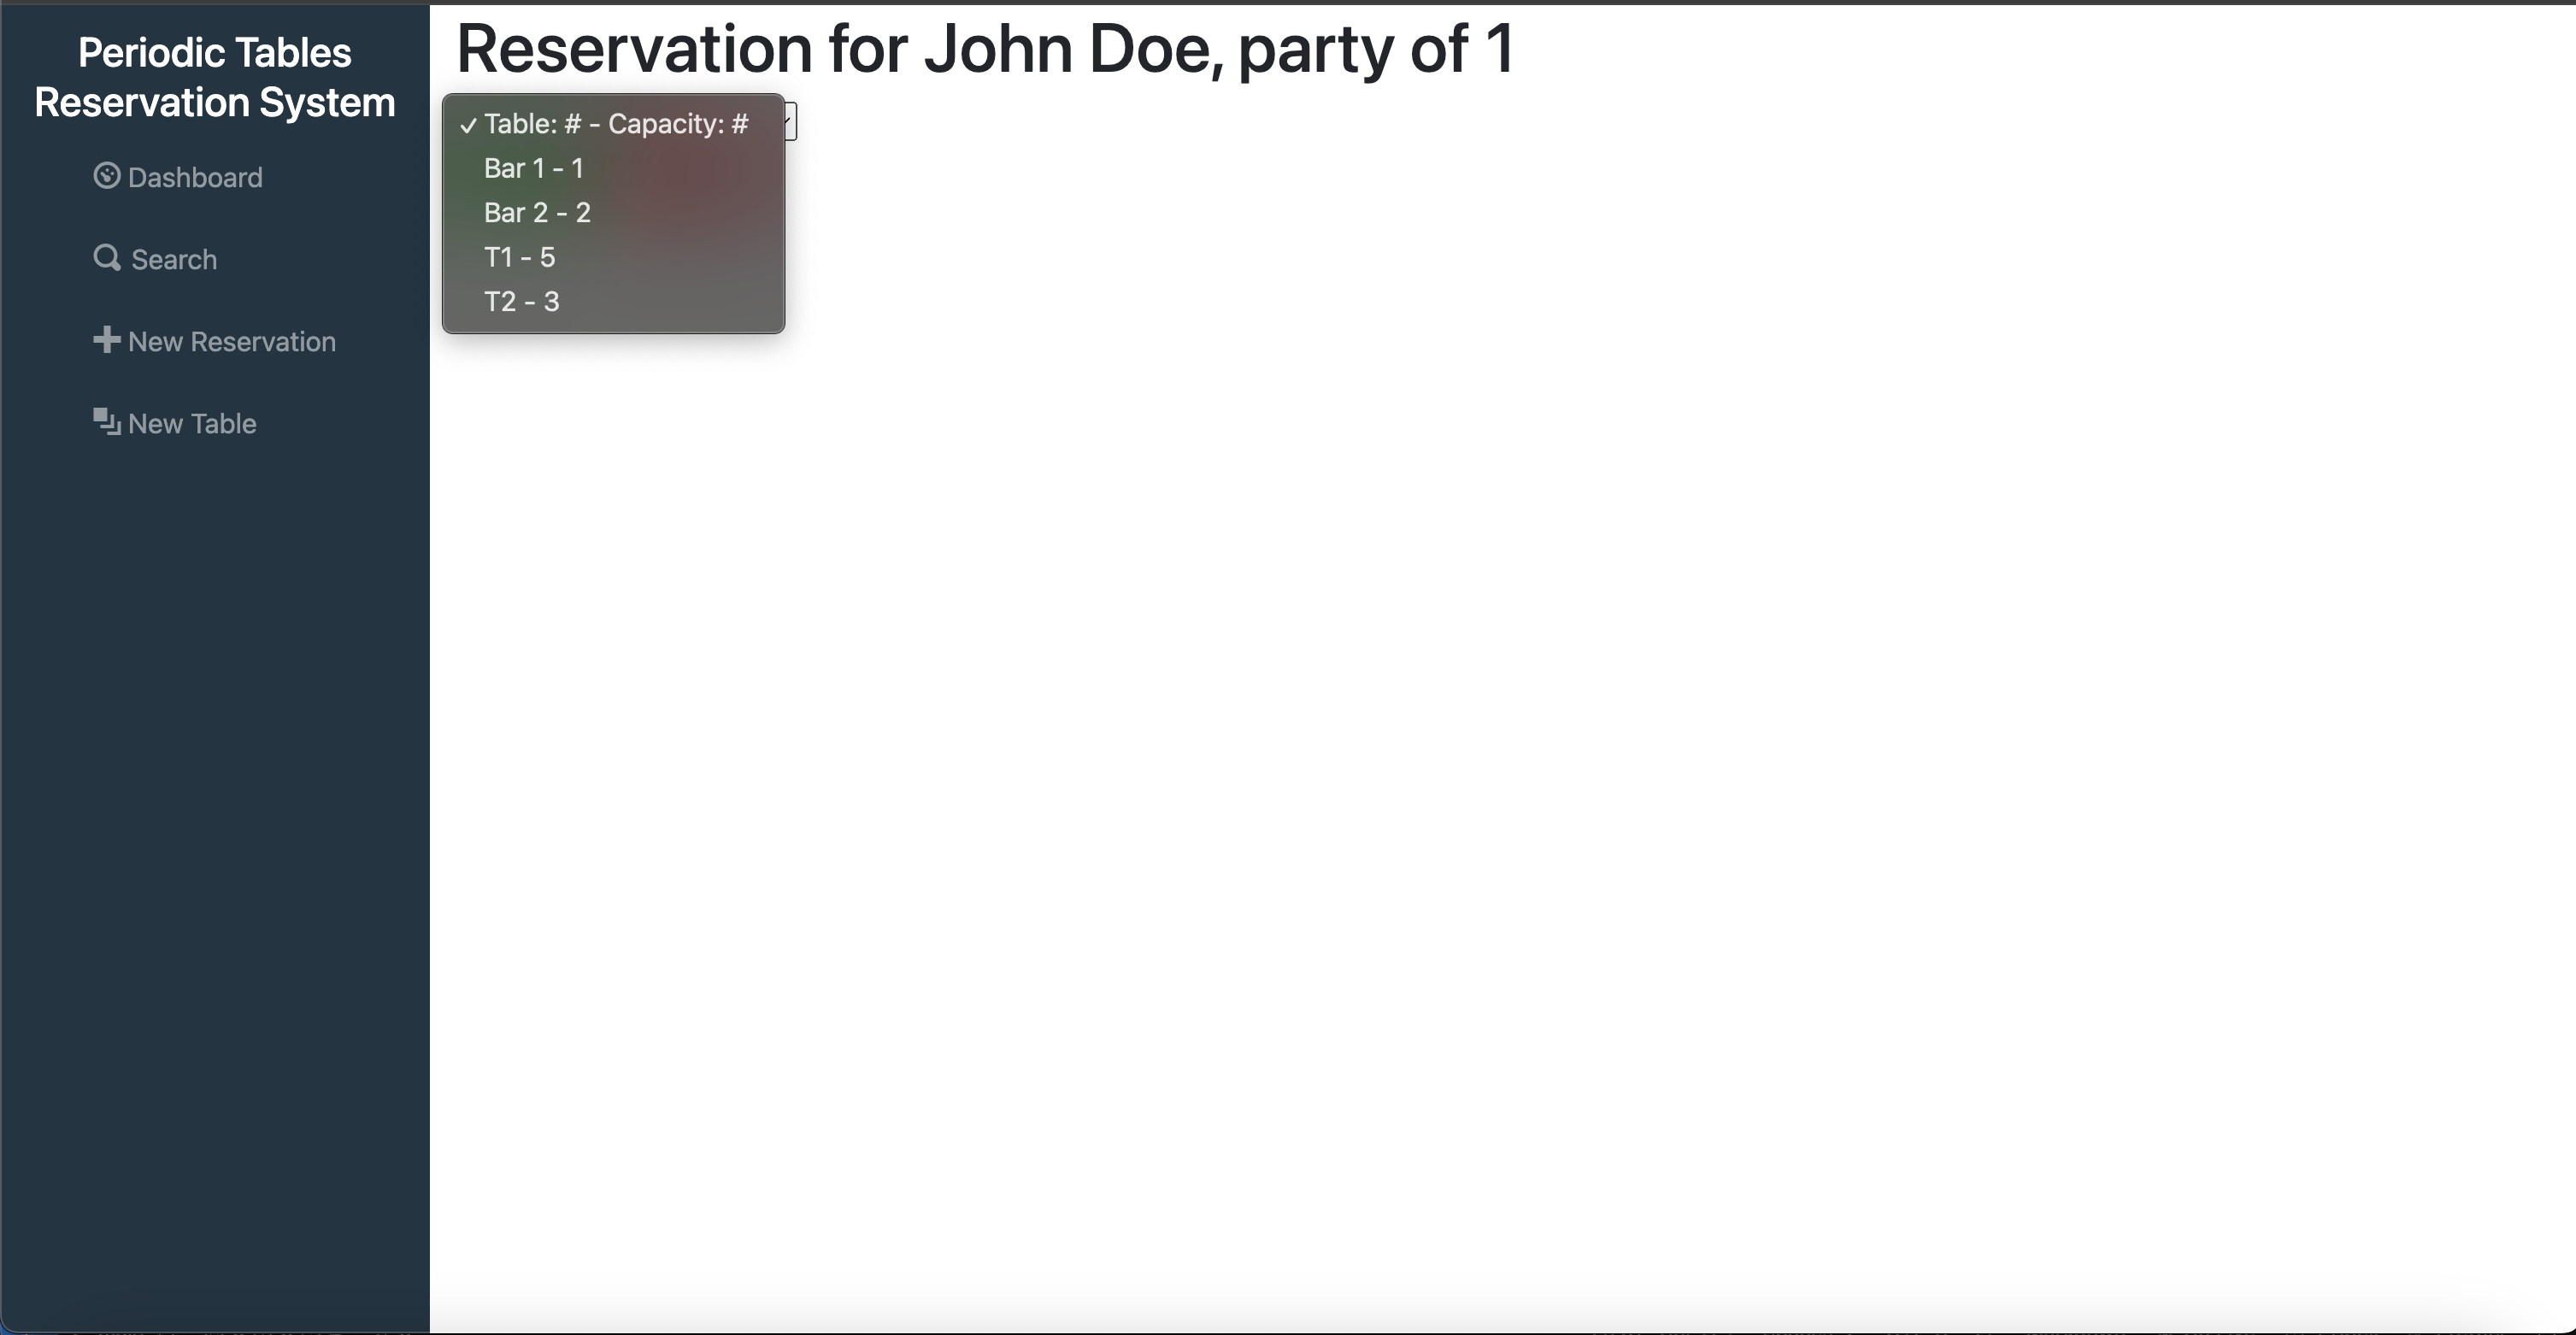 Periodic Tables
Reservation System
Dashboard
Search
New Reservation
New Table
Reservation for John Doe, party of 1
✓ Table: # - Capacity: #
Bar 1 - 1
Bar 2 - 2
T1 - 5
T2 - 3